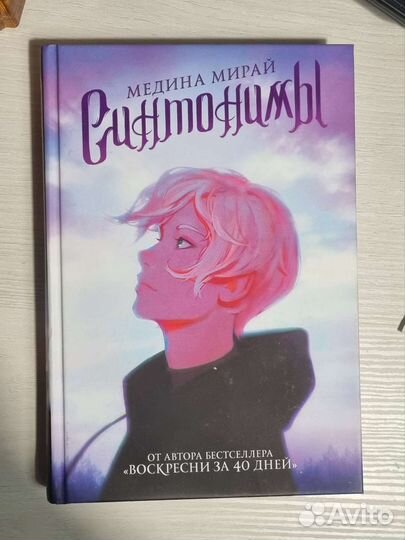 МЕДИНА МИРАЙ
Синтонимы
ОТ АВТОРА БЕСТСЕЛЛЕРА
«ВОСКРЕСНИ ЗА 40 ДНЕЙ»
Avito